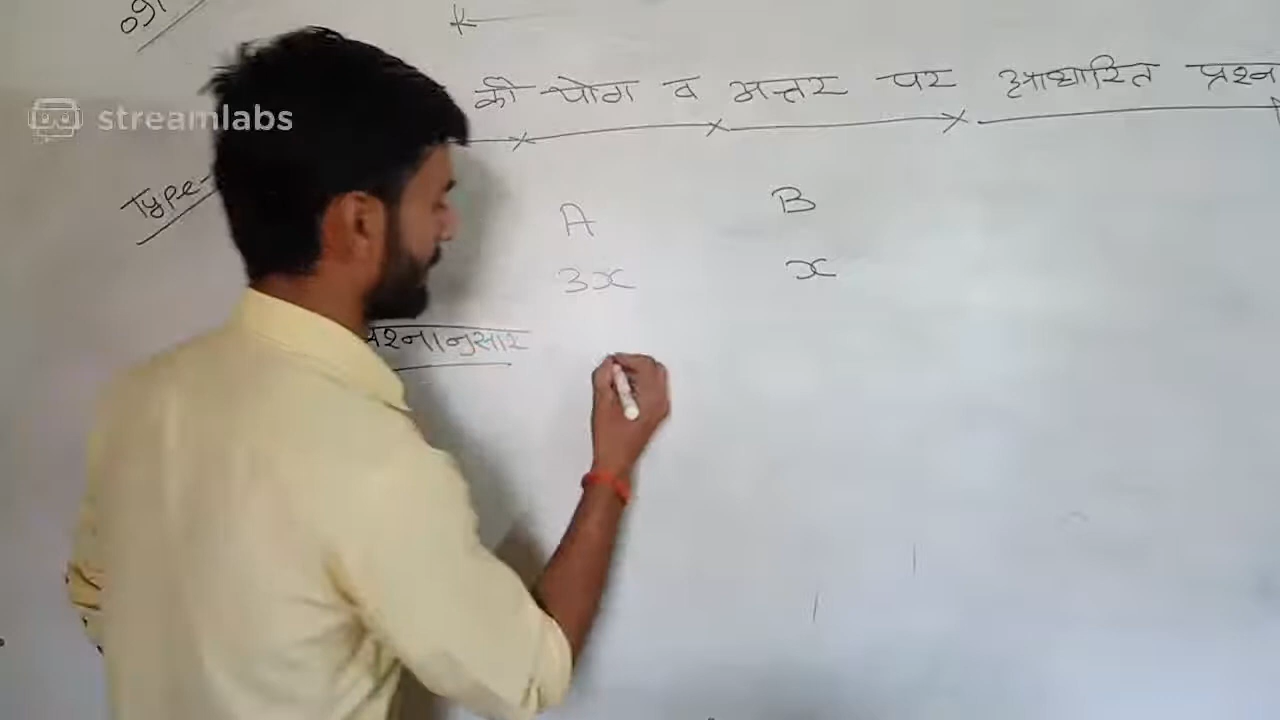 streamlabs
की योग व अन्तर पर आधारित प्रश्न
Type-
A B
3x x
प्रश्नानुसार